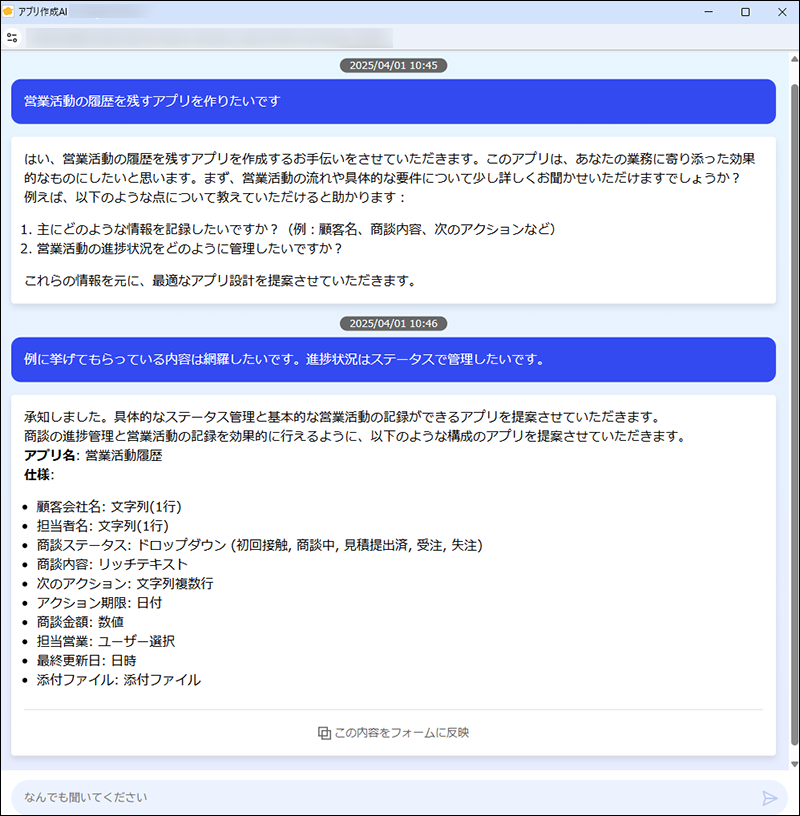 アプリ作成AI
2025/04/01 10:45
営業活動の履歴を残すアプリを作りたいです
はい、営業活動の履歴を残すアプリを作成するお手伝いをさせていただきます。このアプリは、あなたの業務に寄り添った効果
的なものにしたいと思います。まず、営業活動の流れや具体的な要件について少し詳しくお聞かせいただけますでしょうか？
例えば、以下のような点について教えていただけると助かります：
1. 主にどのような情報を記録したいですか？（例：顧客名、商談内容、次のアクションなど）
2. 営業活動の進捗状況をどのように管理したいですか？
これらの情報を元に、最適なアプリ設計を提案させていただきます。
2025/04/01 10:46
例に挙げてもらっている内容は網羅したいです。進捗状況はステータスで管理したいです。
承知しました。具体的なステータス管理と基本的な営業活動の記録ができるアプリを提案させていただきます。
商談の進捗管理と営業活動の記録を効果的に行えるように、以下のような構成のアプリを提案させていただきます。
アプリ名: 営業活動履歴
仕様:
• 顧客会社名: 文字列(1行)
• 担当者名: 文字列(1行)
• 商談ステータス: ドロップダウン (初回接触, 商談中, 見積提出済, 受注, 失注)
• 商談内容: リッチテキスト
• 次のアクション: 文字列複数行
• アクション期限: 日付
• 商談金額: 数値
• 担当営業: ユーザー選択
• 最終更新日: 日時
• 添付ファイル: 添付ファイル
この内容をフォームに反映
なんでも聞いてください